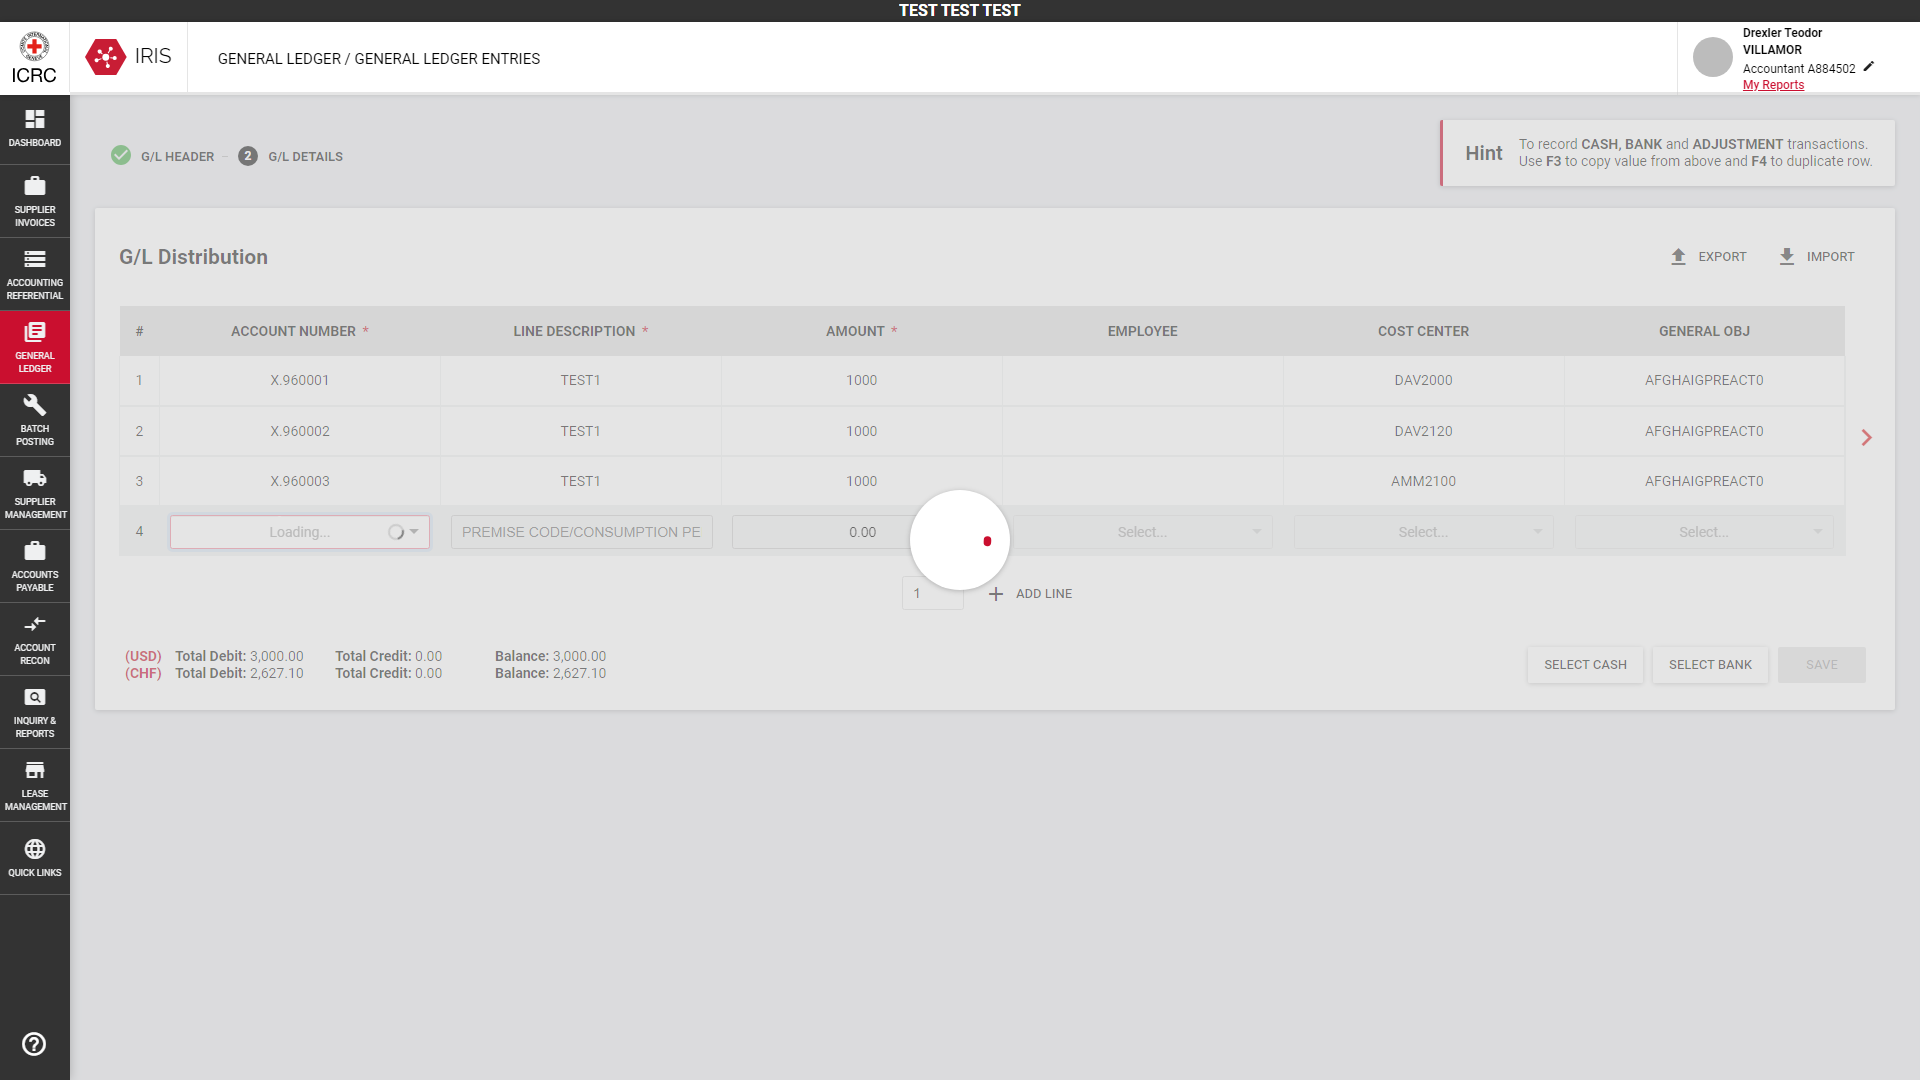 TEST TEST TEST
ICRC
IRIS
GENERAL LEDGER / GENERAL LEDGER ENTRIES
Drexler Teodor
VILLAMOR
Accountant A884502
My Reports
DASHBOARD
SUPPLIER
INVOICES
ACCOUNTING
REFERENTIAL
GENERAL
LEDGER
BATCH
POSTING
SUPPLIER
MANAGEMENT
ACCOUNTS
PAYABLE
ACCOUNT
RECON
INQUIRY &
REPORTS
LEASE
MANAGEMENT
QUICK LINKS
G/L HEADER
2 G/L DETAILS
Hint
To record CASH, BANK and ADJUSTMENT transactions.
Use F3 to copy value from above and F4 to duplicate row.
G/L Distribution
EXPORT IMPORT
# ACCOUNT NUMBER * LINE DESCRIPTION * AMOUNT * EMPLOYEE COST CENTER GENERAL OBJ
1 X.960001 TEST1 1000 DAV2000 AFGHAIGPREACT0
2 X.960002 TEST1 1000 DAV2120 AFGHAIGPREACT0
3 X.960003 TEST1 1000 AMM2100 AFGHAIGPREACT0
4 Loading... PREMISE CODE/CONSUMPTION PE 0.00 Select... Select... Select...
1 ADD LINE
(USD) Total Debit: 3,000.00 Total Credit: 0.00 Balance: 3,000.00
(CHF) Total Debit: 2,627.10 Total Credit: 0.00 Balance: 2,627.10
SELECT CASH SELECT BANK SAVE